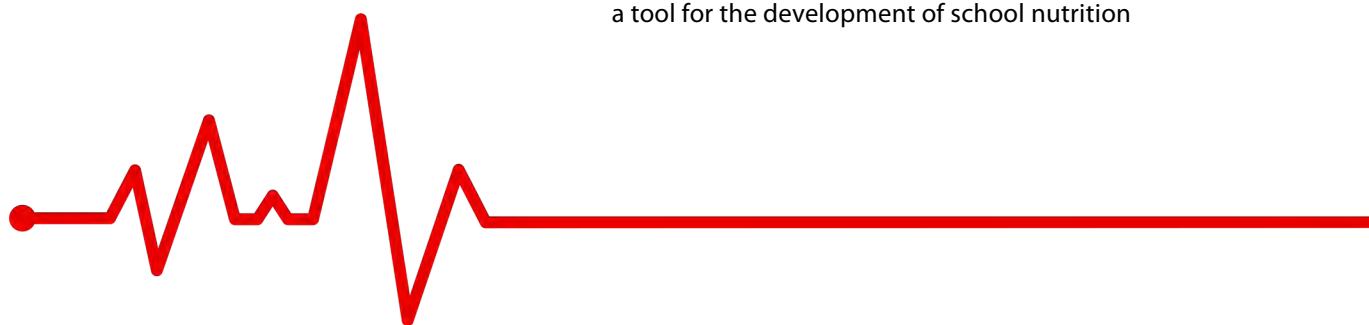 a tool for the development of school nutrition